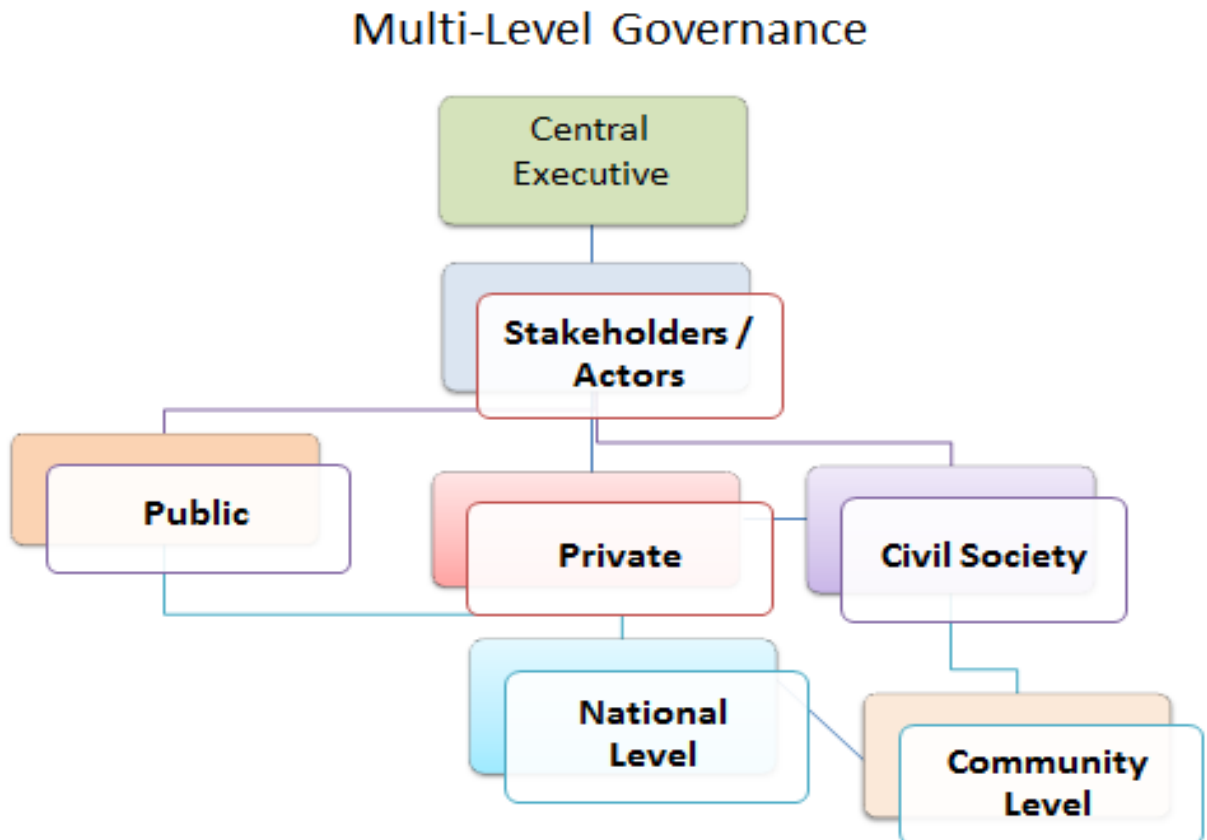 Multi-Level Governance
Central
Executive
Stakeholders /
Actors
Public
Private
Civil Society
National
Level
Community
Level